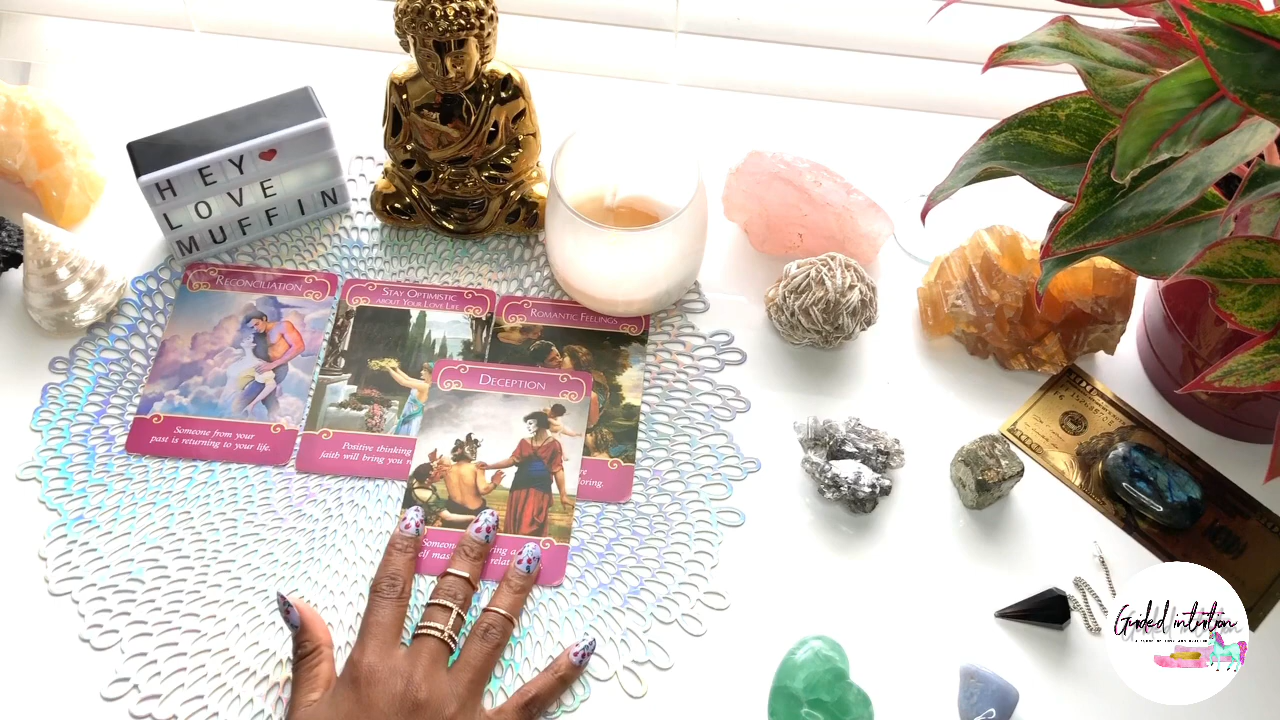 HEY
LOVE
MUFFIN
RECONCILIATION
Someone from your
past is returning to your life.
STAY OPTIMISTIC
ABOUT YOUR LOVE LIFE
Positive thinking
faith will bring you
ROMANTIC FEELINGS
DECEPTION
100
Guided intuition